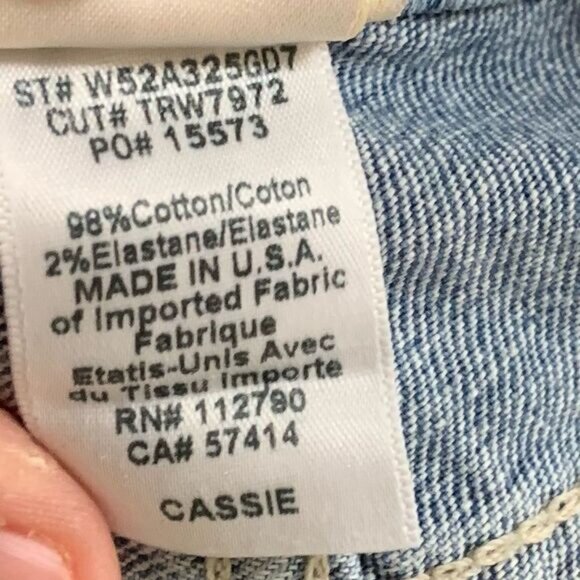 ST# W52A325GD7
CUT# TRW7972
PO# 15573
98%Cotton/Coton
2%Elastane/Elastane
MADE IN U.S.A.
of Imported Fabric
Fabrique
Etatis-Unis Avec
du Tissu importe
RN# 112790
CA# 57414
CASSIE